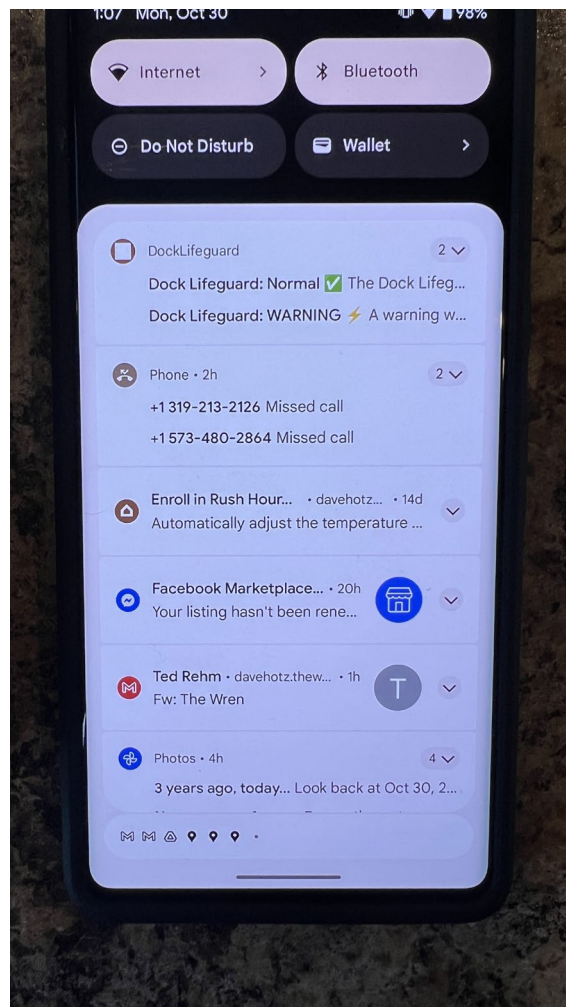 1:07 Mon, Oct 30
98%
Internet
Bluetooth
Do Not Disturb
Wallet
DockLifeguard
2
Dock Lifeguard: Normal ✅ The Dock Lifeg...
Dock Lifeguard: WARNING ⚡ A warning w...
Phone • 2h
2
+1 319-213-2126 Missed call
+1 573-480-2864 Missed call
Enroll in Rush Hour... • davehotz... • 14d
Automatically adjust the temperature ...
Facebook Marketplace... • 20h
Your listing hasn't been rene...
Ted Rehm • davehotz.thew... • 1h
T
Fw: The Wren
Photos • 4h
4
3 years ago, today... Look back at Oct 30, 2...